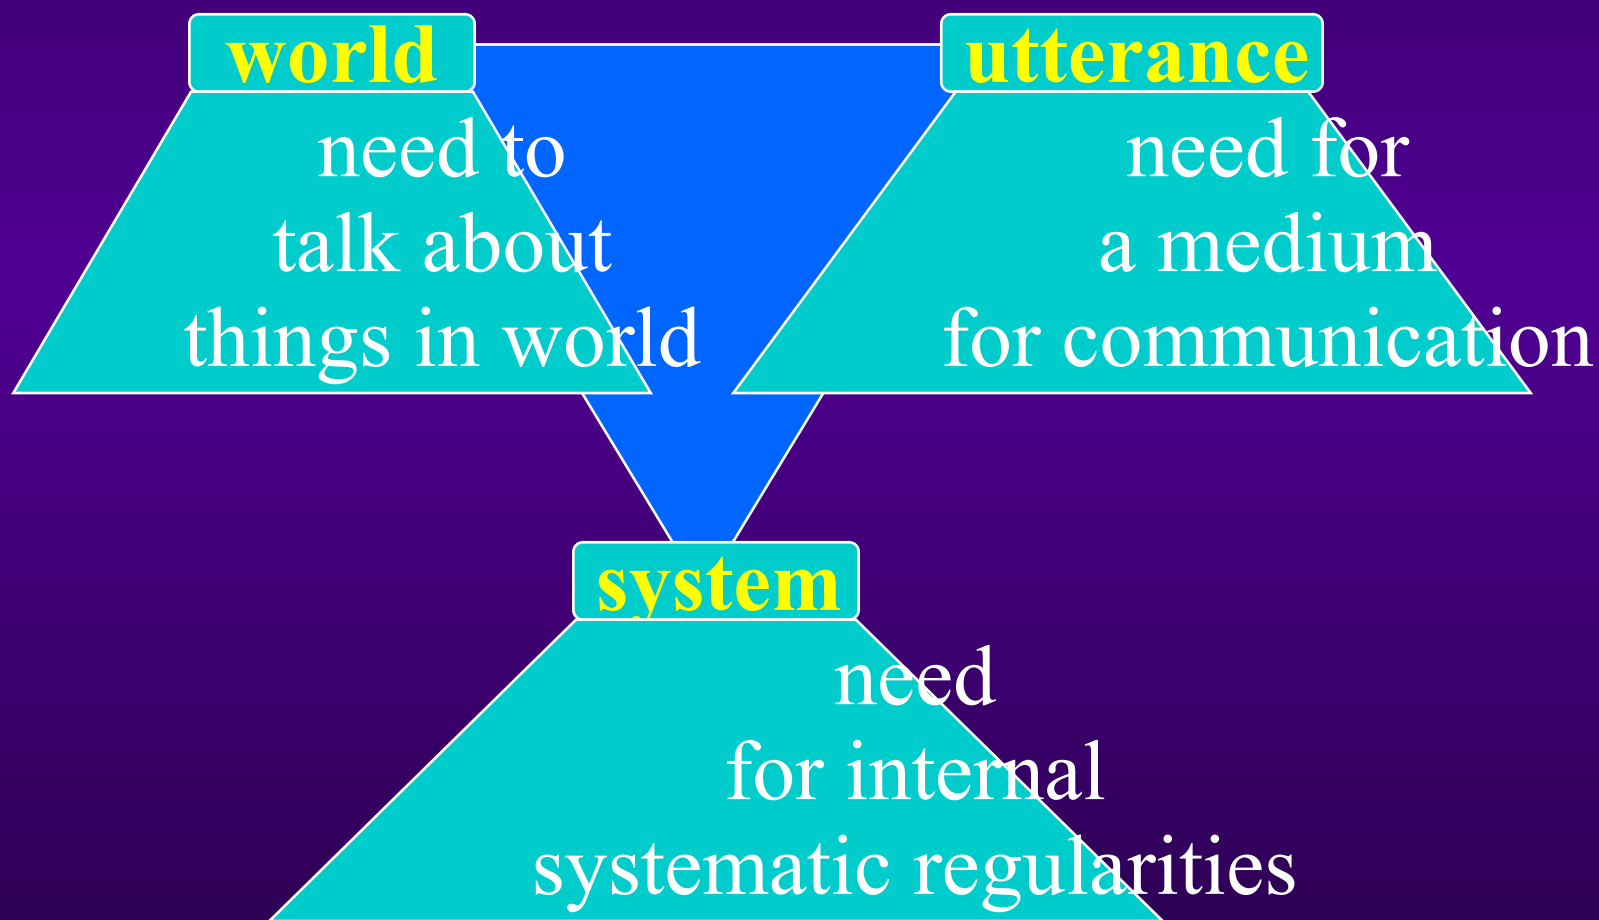 world
need to
talk about
things in world
utterance
need for
a medium
for communication
system
need
for internal
systematic regularities